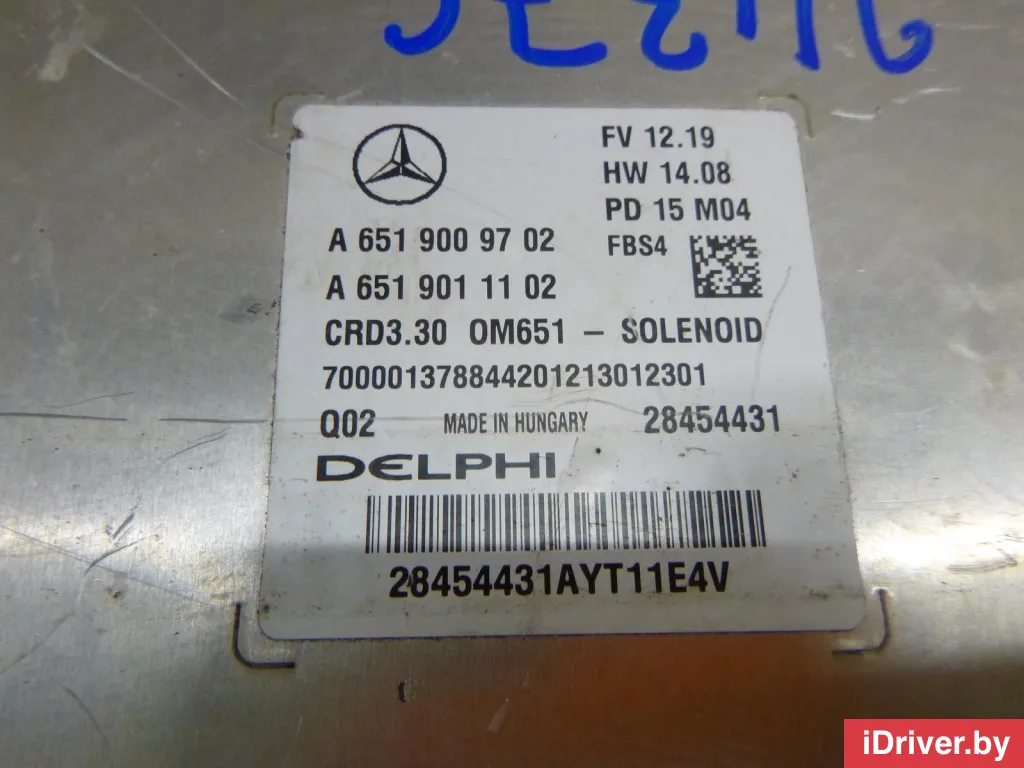 FV 12.19
HW 14.08
PD 15 M04
A 651 900 97 02
FBS4
A 651 901 11 02
CRD3.30 OM651 – SOLENOID
70000137884420121301​2301
Q02 MADE IN HUNGARY 28454431
DELPHI
28454431AYT11E4V
iDriver.by